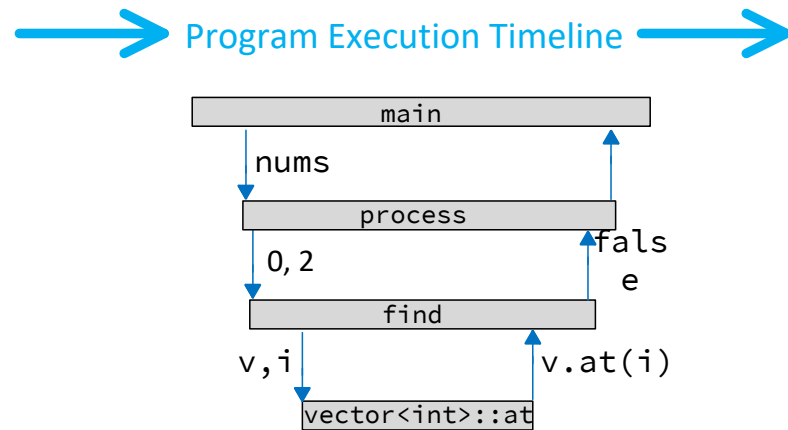 Program Execution Timeline
main
nums
process
0, 2
fals
e
find
v,i
v.at(i)
vector<int>::at